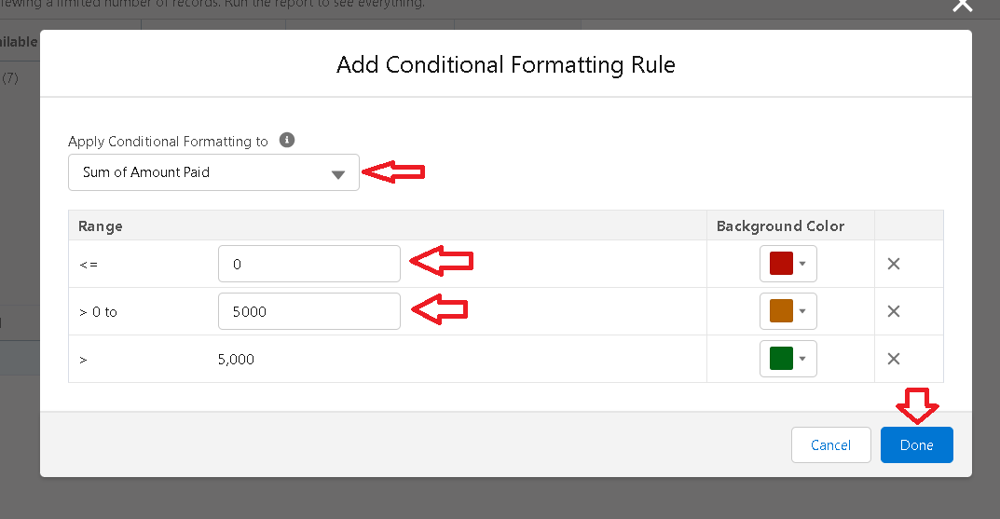 iewing a limited number of records. Run the report to see everything.
ailable
(7)
Add Conditional Formatting Rule
Apply Conditional Formatting to
Sum of Amount Paid
Range Background Color
<= 0
> 0 to 5000
> 5,000
Cancel Done